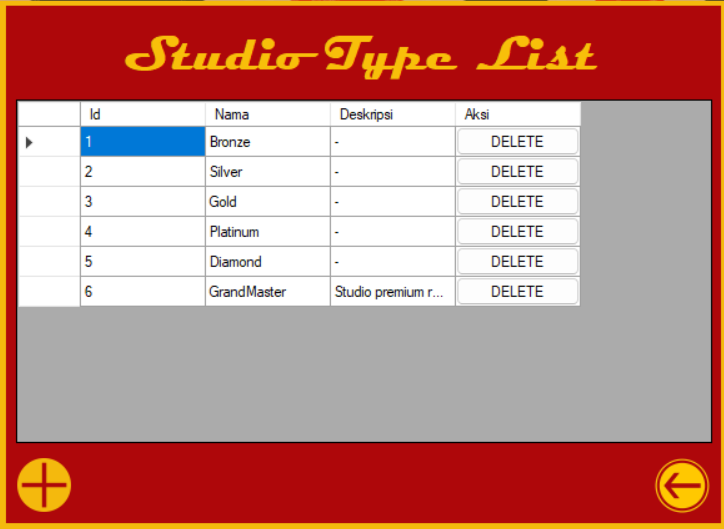 Studio Type List
Id Nama Deskripsi Aksi
1 Bronze - DELETE
2 Silver - DELETE
3 Gold - DELETE
4 Platinum - DELETE
5 Diamond - DELETE
6 GrandMaster Studio premium r... DELETE